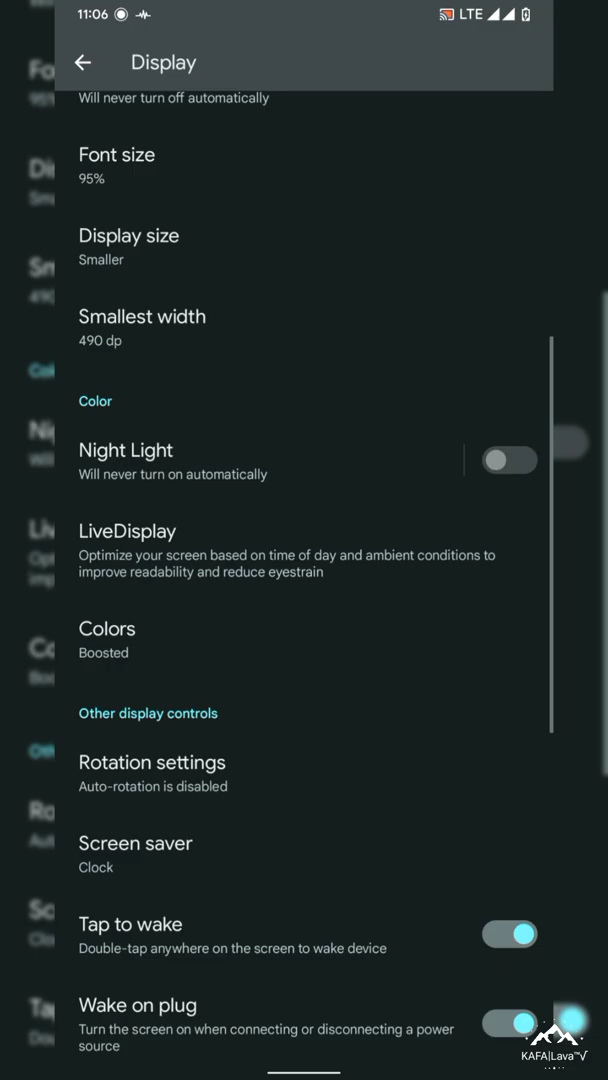 11:06 LTE
Display
Will never turn off automatically
Font size
95%
Display size
Smaller
Smallest width
490 dp
Color
Night Light
Will never turn on automatically
LiveDisplay
Optimize your screen based on time of day and ambient conditions to
improve readability and reduce eyestrain
Colors
Boosted
Other display controls
Rotation settings
Auto-rotation is disabled
Screen saver
Clock
Tap to wake
Double-tap anywhere on the screen to wake device
Wake on plug
Turn the screen on when connecting or disconnecting a power
source
KAFA|Lava™√